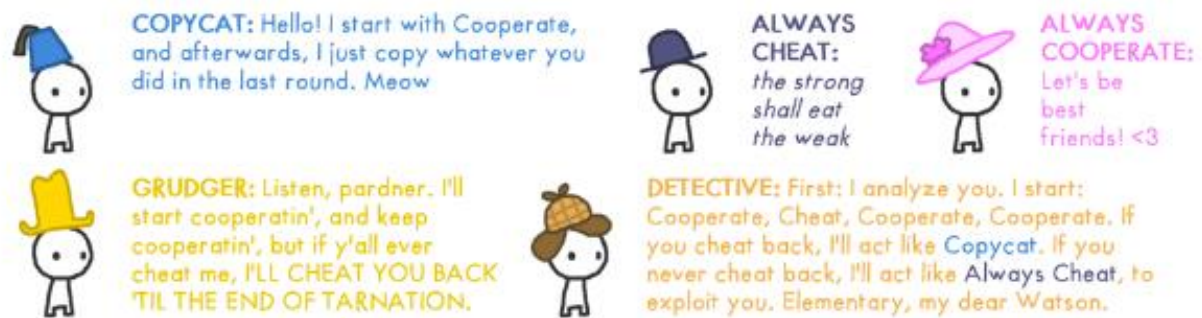 COPYCAT: Hello! I start with Cooperate,
and afterwards, I just copy whatever you
did in the last round. Meow
ALWAYS
CHEAT:
the strong
shall eat
the weak
ALWAYS
COOPERATE:
Let's be
best
friends! <3
GRUDGER: Listen, pardner. I'll
start cooperatin', and keep
cooperatin', but if y'all ever
cheat me, I'LL CHEAT YOU BACK
'TIL THE END OF TARNATION.
DETECTIVE: First: I analyze you. I start:
Cooperate, Cheat, Cooperate, Cooperate. If
you cheat back, I'll act like Copycat. If you
never cheat back, I'll act like Always Cheat, to
exploit you. Elementary, my dear Watson.